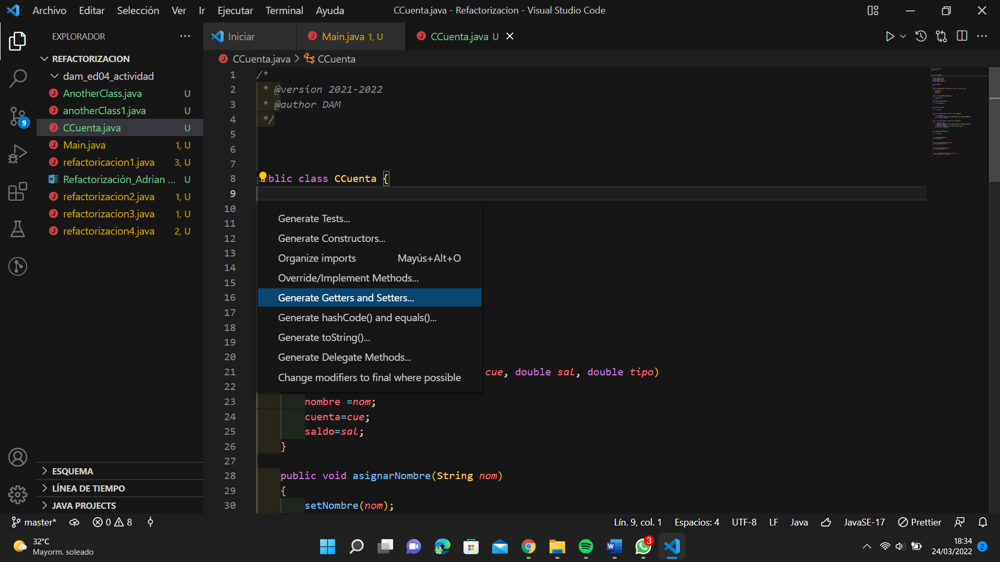 Archivo Editar Selección Ver Ir Ejecutar Terminal Ayuda
CCuenta.java - Refactorizacion - Visual Studio Code
EXPLORADOR
REFACTORIZACION
dam_ed04_actividad
AnotherClass.java U
anotherClass1.java U
CCuenta.java U
Main.java 1, U
refactoricacion1.java 3, U
Refactorización_Adrian ... U
refactorizacion2.java 1, U
refactorizacion3.java 1, U
refactorizacion4.java 2, U
ESQUEMA
LÍNEA DE TIEMPO
JAVA PROJECTS
9
Iniciar
Main.java 1, U
CCuenta.java U
CCuenta.java > CCuenta
1 /*
2 * @version 2021-2022
3 * @author DAM
4 */
5
6
7
8 public class CCuenta {
9
10
11
12
13
14
15
16
17
18
19
20
21 cue, double sal, double tipo)
22
23 nombre =nom;
24 cuenta=cue;
25 saldo=sal;
26 }
27
28 public void asignarNombre(String nom)
29 {
30 setNombre(nom);
Generate Tests...
Generate Constructors...
Organize imports Mayús+Alt+O
Override/Implement Methods...
Generate Getters and Setters...
Generate hashCode() and equals()...
Generate toString()...
Generate Delegate Methods...
Change modifiers to final where possible
master* 0 8
Lín. 9, col. 1 Espacios: 4 UTF-8 LF Java JavaSE-17 Prettier
32°C
Mayorm. soleado
3
18:34
24/03/2022
2